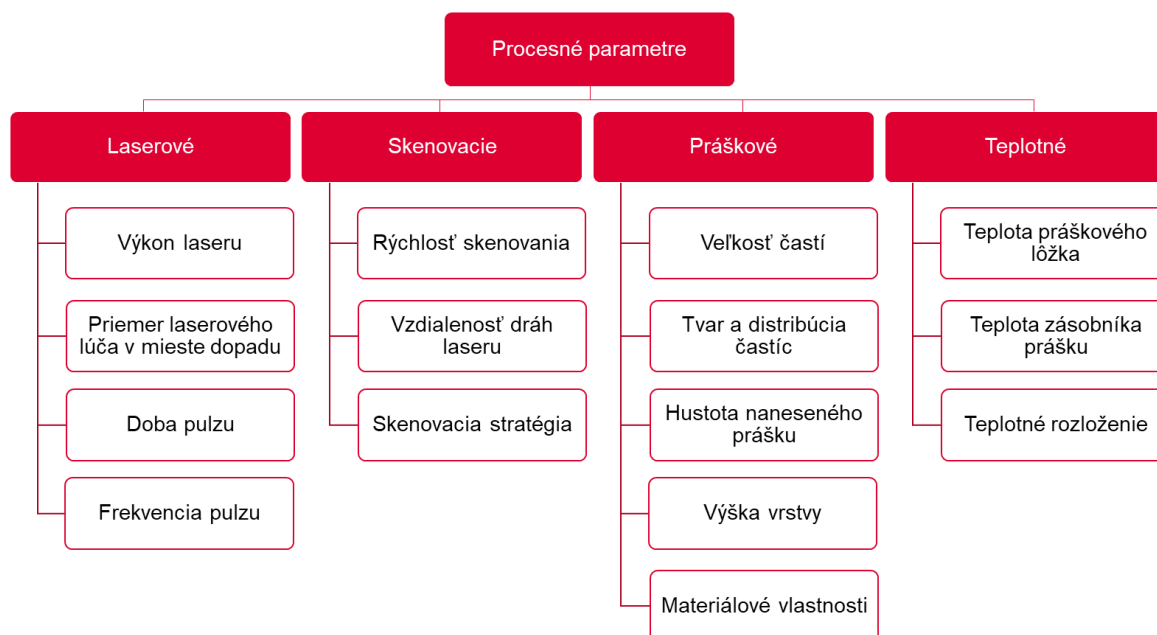 Procesné parametre
Laserové
Výkon laseru
Priemer laserového
lúča v mieste dopadu
Doba pulzu
Frekvencia pulzu
Skenovacie
Rýchlosť skenovania
Vzdialenosť dráh
laseru
Skenovacia stratégia
Práškové
Veľkosť častí
Tvar a distribúcia
častíc
Hustota naneseného
prášku
Výška vrstvy
Materiálové vlastnosti
Teplotné
Teplota práškového
lôžka
Teplota zásobníka
prášku
Teplotné rozloženie